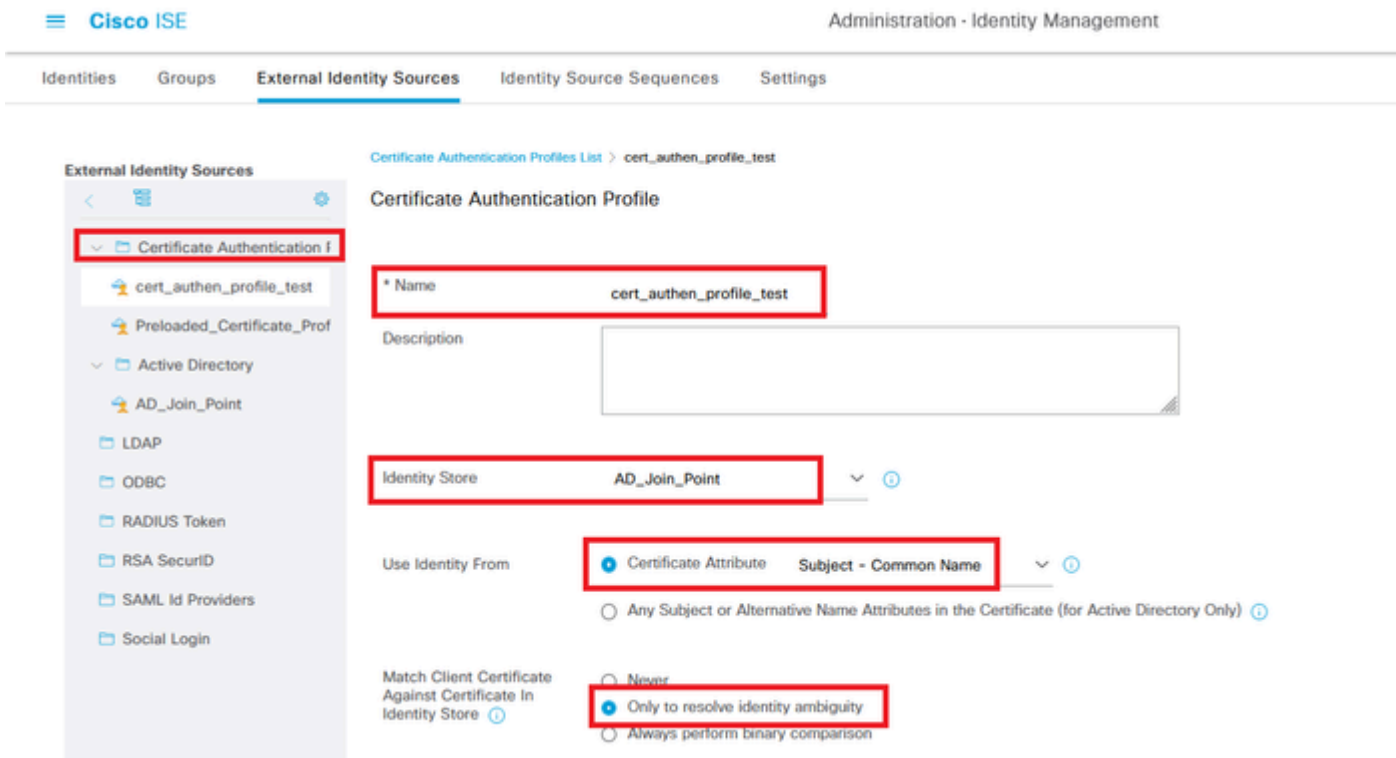 Cisco ISE
Administration - Identity Management
Identities Groups External Identity Sources Identity Source Sequences Settings
External Identity Sources
Certificate Authentication F
cert_authen_profile_test
Preloaded_Certificate_Prof
Active Directory
AD_Join_Point
LDAP
ODBC
RADIUS Token
RSA SecurID
SAML Id Providers
Social Login
Certificate Authentication Profiles List > cert_authen_profile_test
Certificate Authentication Profile
* Name cert_authen_profile_test
Description
Identity Store AD_Join_Point
Use Identity From Certificate Attribute Subject - Common Name
Any Subject or Alternative Name Attributes in the Certificate (for Active Directory Only)
Match Client Certificate
Against Certificate In
Identity Store
Never
Only to resolve identity ambiguity
Always perform binary comparison